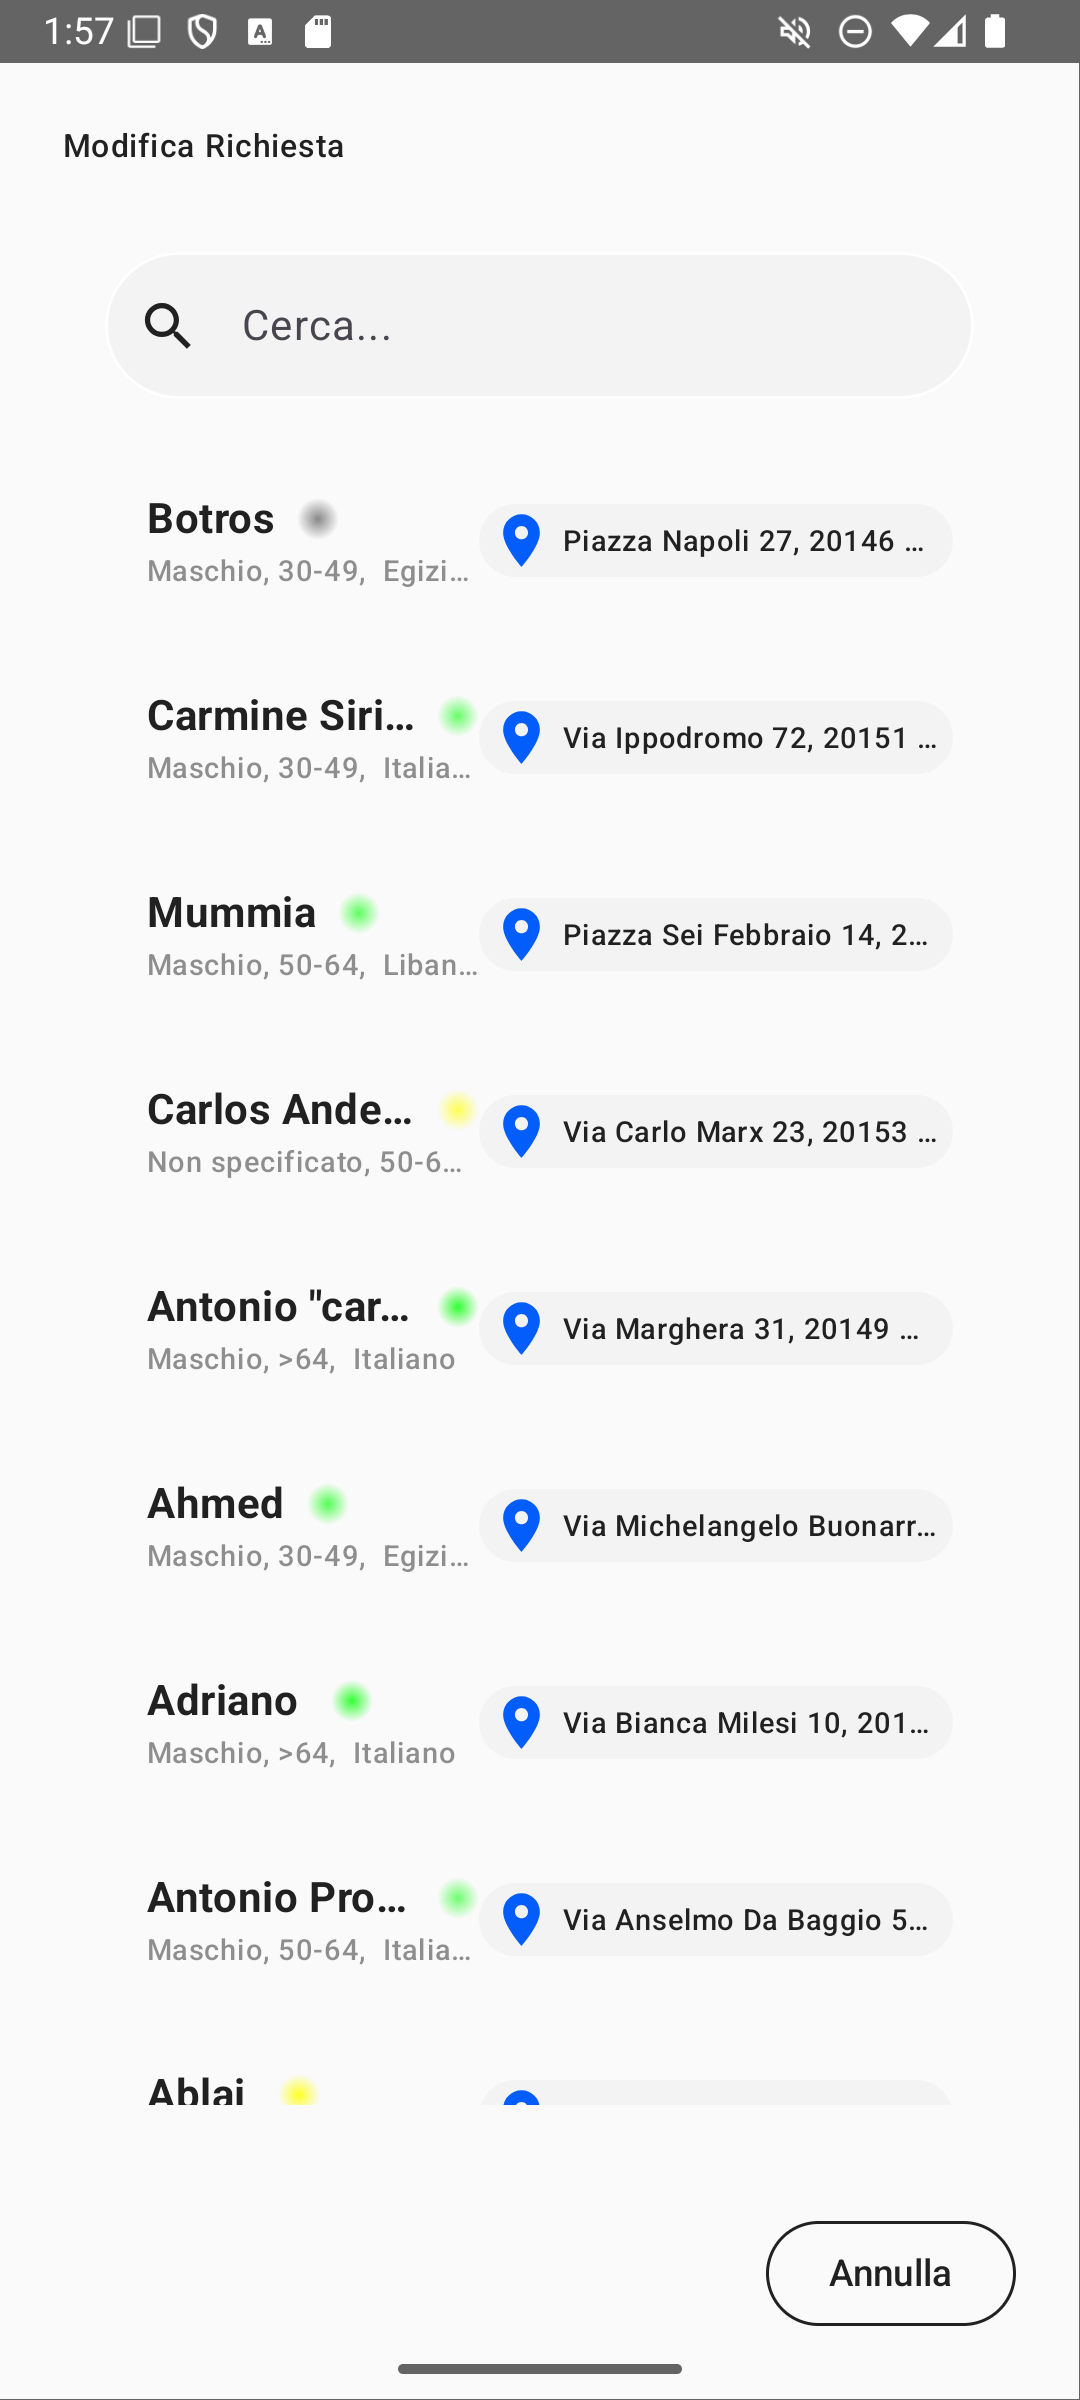 1:57
Modifica Richiesta
Cerca...
Botros
Maschio, 30-49, Egizi...
Piazza Napoli 27, 20146 ...
Carmine Siri...
Maschio, 30-49, Italia...
Via Ippodromo 72, 20151 ...
Mummia
Maschio, 50-64, Liban...
Piazza Sei Febbraio 14, 2...
Carlos Ande...
Non specificato, 50-6...
Via Carlo Marx 23, 20153 ...
Antonio "car...
Maschio, >64, Italiano
Via Marghera 31, 20149 ...
Ahmed
Maschio, 30-49, Egizi...
Via Michelangelo Buonarr...
Adriano
Maschio, >64, Italiano
Via Bianca Milesi 10, 201...
Antonio Pro...
Maschio, 50-64, Italia...
Via Anselmo Da Baggio 5...
Ablai
Annulla